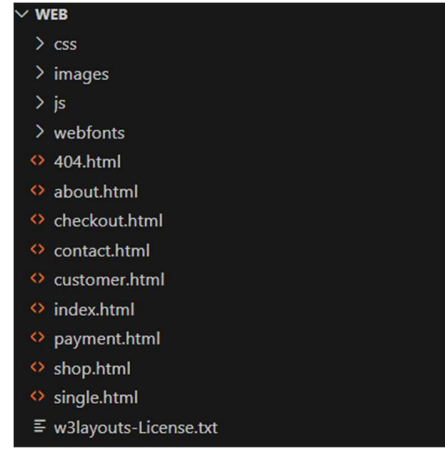 WEB
css
images
js
webfonts
404.html
about.html
checkout.html
contact.html
customer.html
index.html
payment.html
shop.html
single.html
w3layouts-License.txt